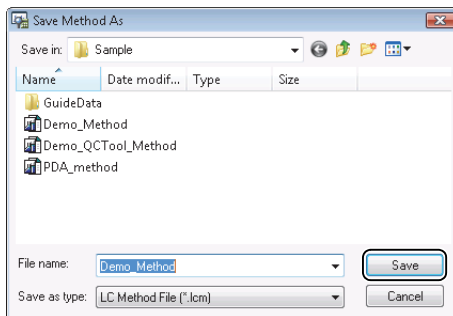 Save Method As
Save in: Sample
Name Date modif... Type Size
GuideData
Demo_Method
Demo_QCTool_Method
PDA_method
File name: Demo_Method Save
Save as type: LC Method File (*.lcm) Cancel